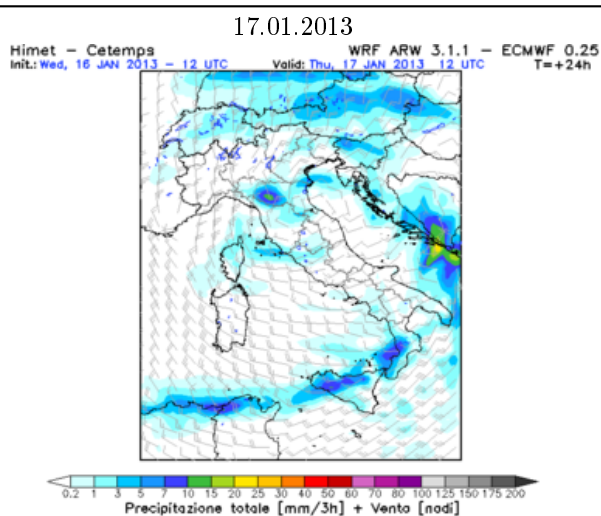 17.01.2013
Himet - Cetemps WRF ARW 3.1.1 - ECMWF 0.25
Init.: Wed, 16 JAN 2013 - 12 UTC Valid: Thu, 17 JAN 2013 12 UTC T=+24h
0.2 1 3 5 7 10 15 20 25 30 40 50 60 70 80 90 100 125 150 175 200
Precipitazione totale [mm/3h] + Vento [nodi]